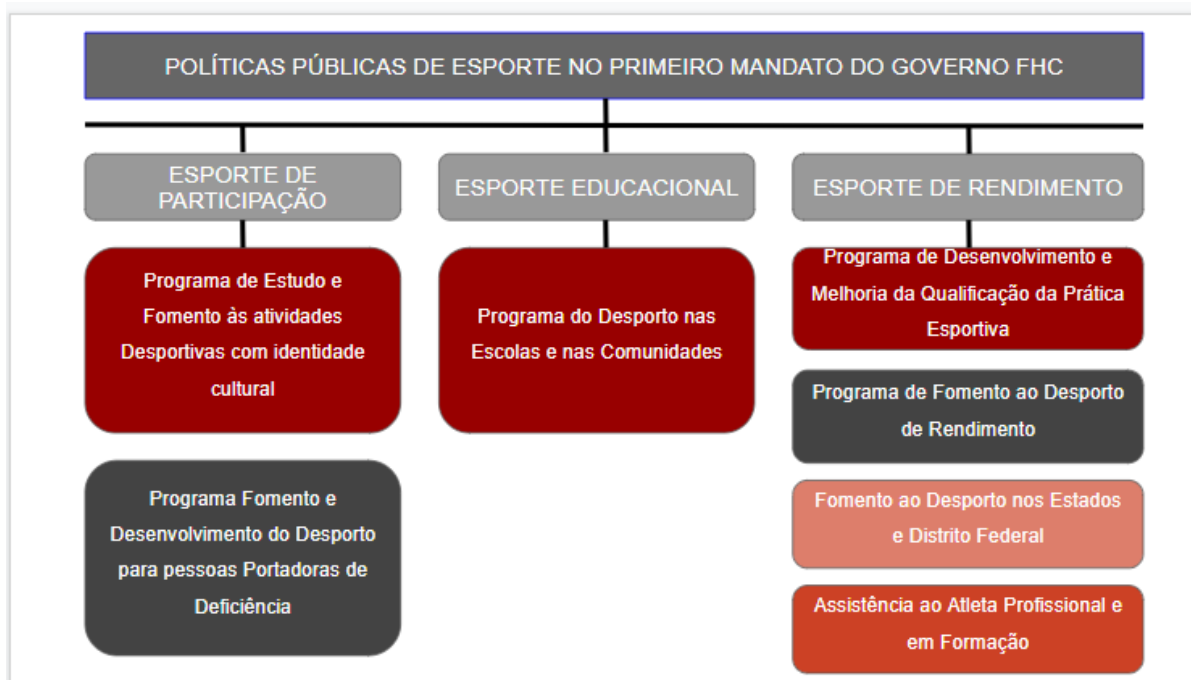 POLÍTICAS PÚBLICAS DE ESPORTE NO PRIMEIRO MANDATO DO GOVERNO FHC
ESPORTE DE
PARTICIPAÇÃO
Programa de Estudo e
Fomento às atividades
Desportivas com identidade
cultural
Programa Fomento e
Desenvolvimento do Desporto
para pessoas Portadoras de
Deficiência
ESPORTE EDUCACIONAL
Programa do Desporto nas
Escolas e nas Comunidades
ESPORTE DE RENDIMENTO
Programa de Desenvolvimento e
Melhoria da Qualificação da Prática
Esportiva
Programa de Fomento ao Desporto
de Rendimento
Fomento ao Desporto nos Estados
e Distrito Federal
Assistência ao Atleta Profissional e
em Formação